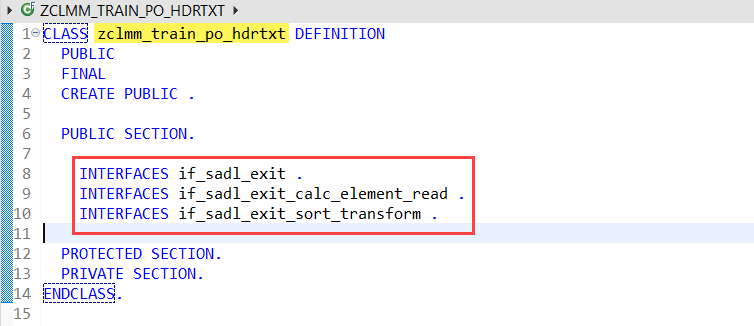 ZCLMM_TRAIN_PO_HDRTXT
1 CLASS zclmm_train_po_hdrtxt DEFINITION
2 PUBLIC
3 FINAL
4 CREATE PUBLIC .
5
6 PUBLIC SECTION.
7
8 INTERFACES if_sadl_exit .
9 INTERFACES if_sadl_exit_calc_element_read .
10 INTERFACES if_sadl_exit_sort_transform .
11
12 PROTECTED SECTION.
13 PRIVATE SECTION.
14 ENDCLASS.
15